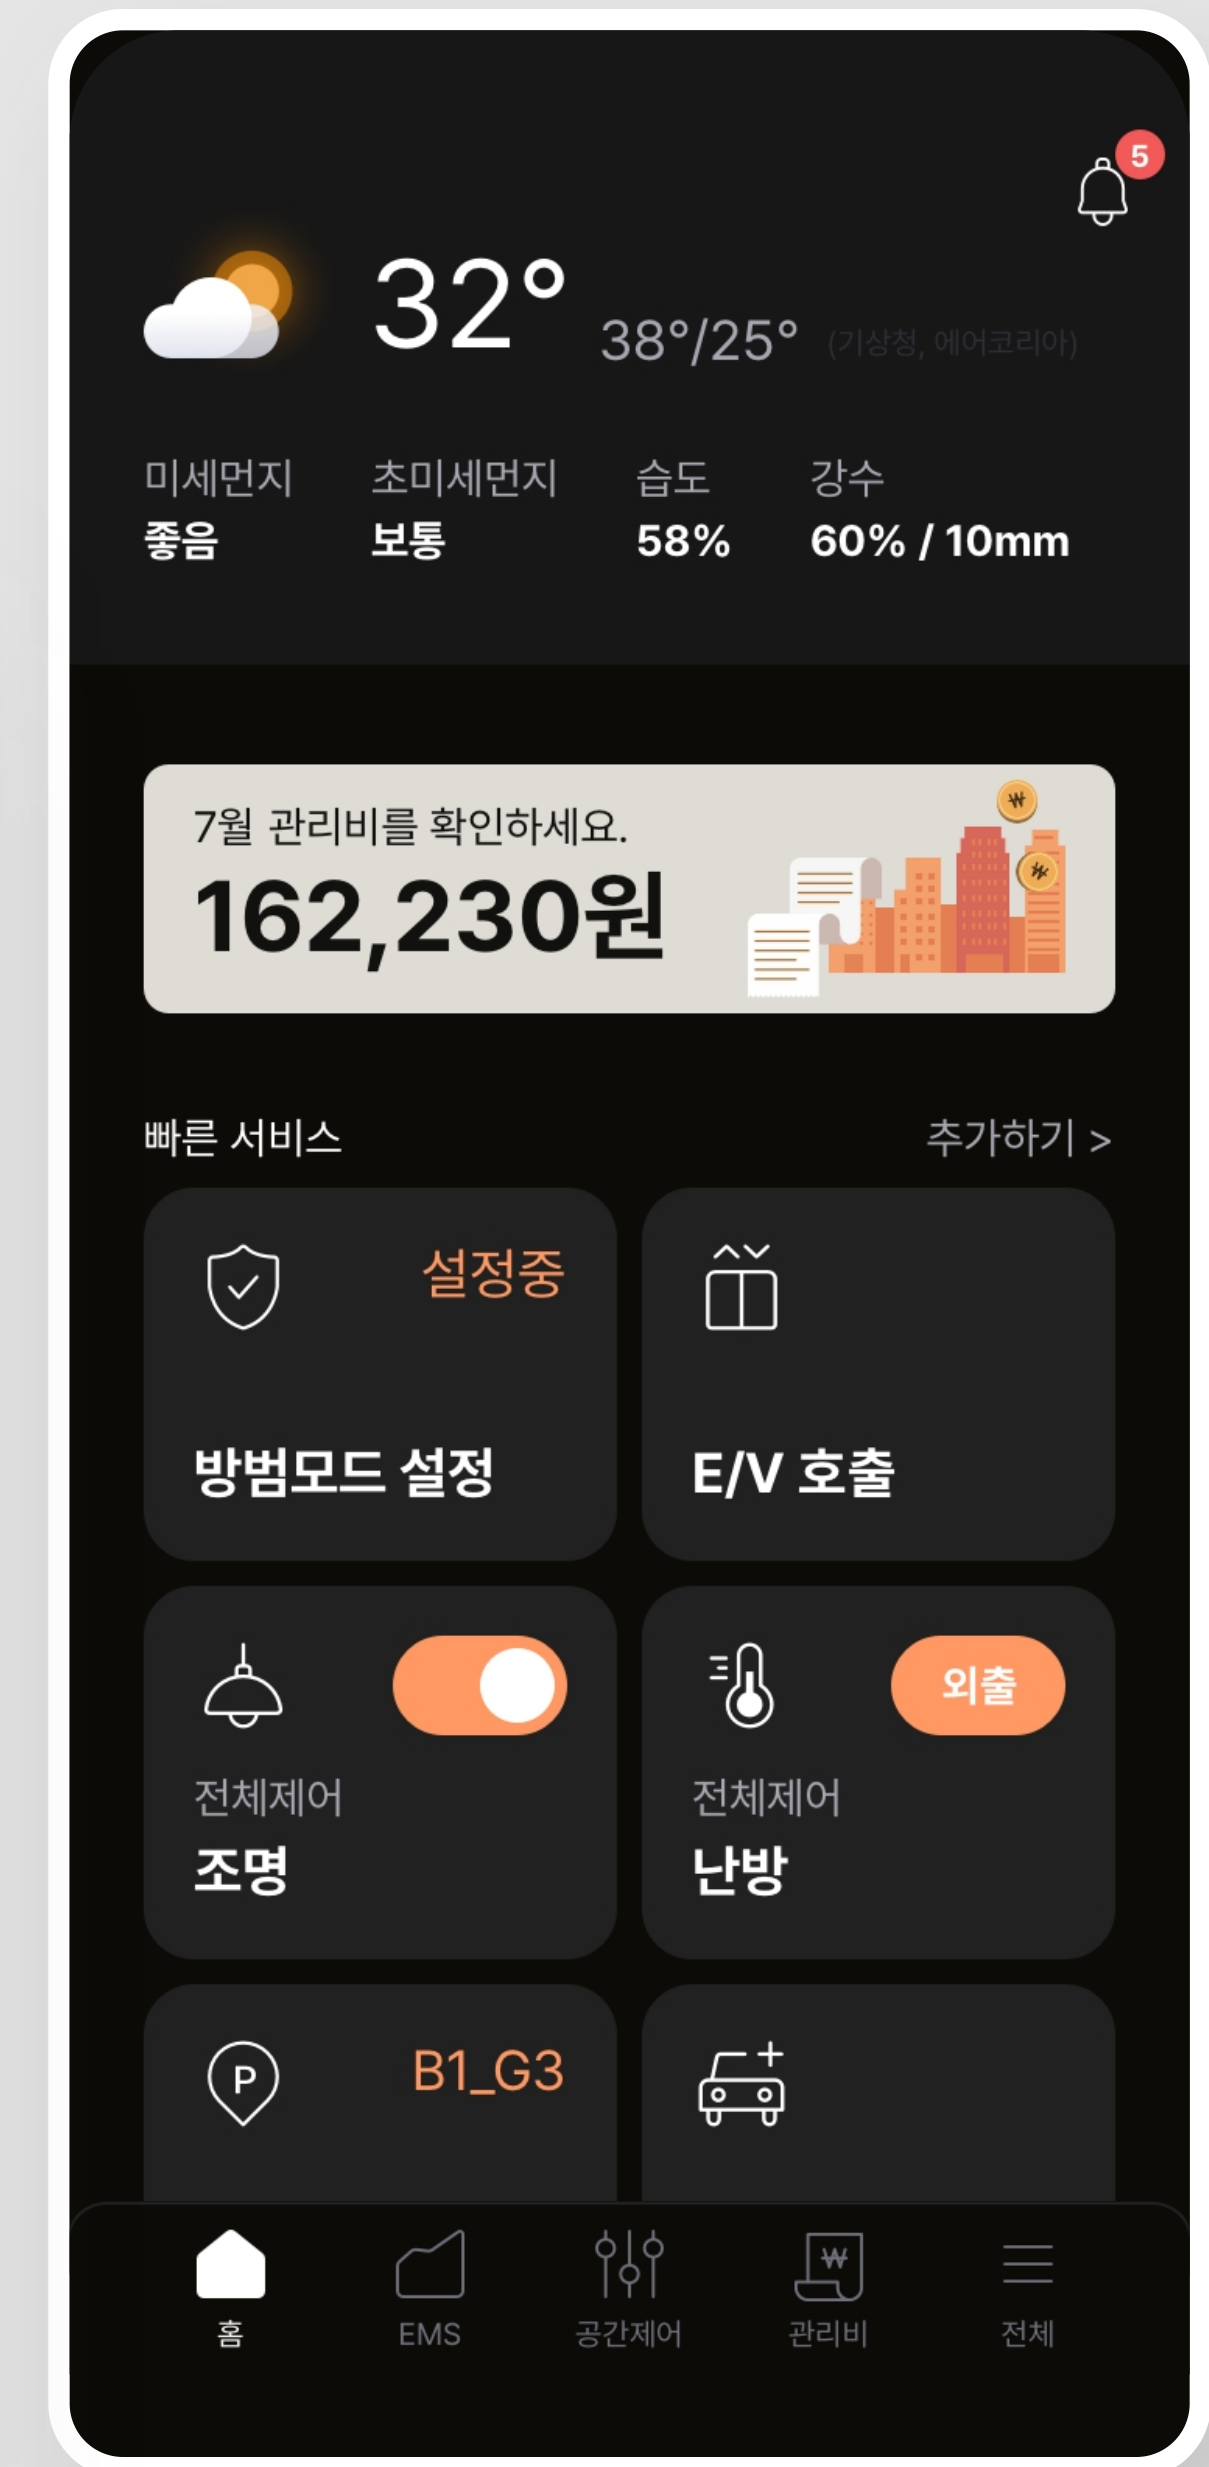 5
32°
38°/25° (기상청, 에어코리아)
미세먼지 초미세먼지 습도 강수
좋음 보통 58% 60% / 10mm
7월 관리비를 확인하세요.
162,230원
빠른 서비스 추가하기 >
설정중
방범모드 설정 E/V 호출
외출
전체제어 전체제어
조명 난방
P B1_G3
홈 EMS 공간제어 관리비 전체